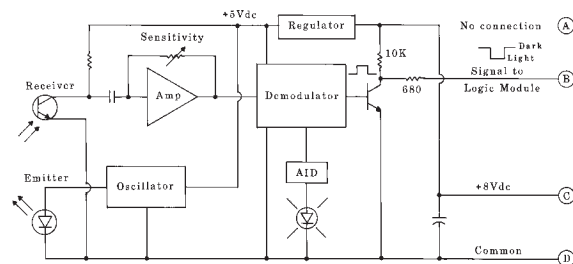 +5Vdc
Regulator
No connection
A
Sensitivity
10K
Dark
Light
Receiver
Signal to
B
Amp
Demodulator
680
Logic Module
AID
Emitter
Oscillator
+8Vdc
C
Common
D